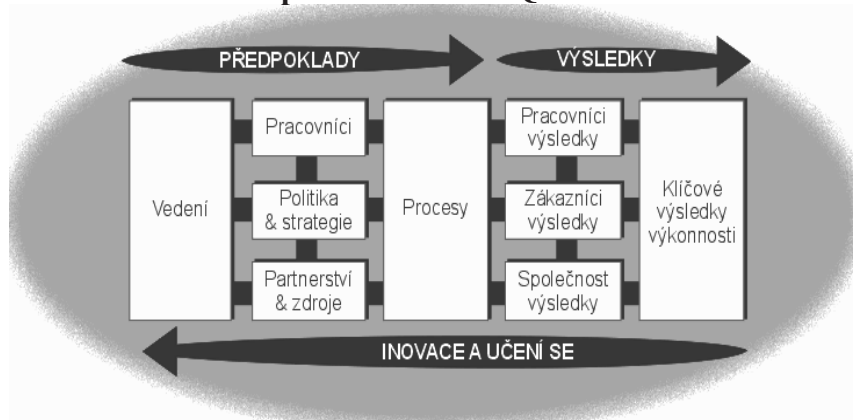 PŘEDPOKLADY
VÝSLEDKY
Vedení
Pracovníci
Politika
& strategie
Partnerství
& zdroje
Procesy
Pracovníci
výsledky
Zákazníci
výsledky
Společnost
výsledky
Klíčové
výsledky
výkonnosti
INOVACE A UČENÍ SE